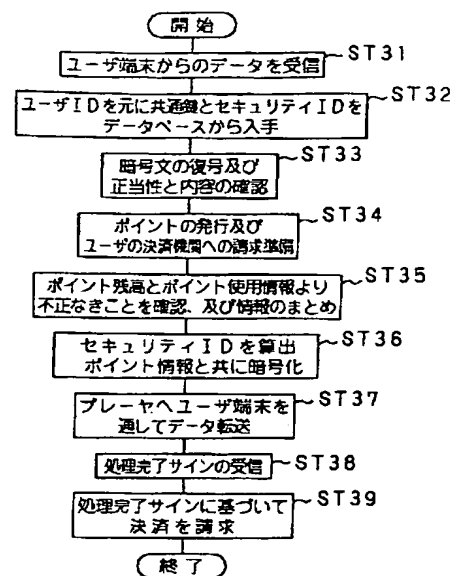 開始
ユーザ端末からのデータを受信
ST31
ユーザIDを元に共通鍵とセキュリティIDを
データベースから入手
ST32
暗号文の復号及び
正当性と内容の確認
ST33
ポイントの発行及び
ユーザの決済機関への請求準備
ST34
ポイント残高とポイント使用情報より
不正なきことを確認、及び情報のまとめ
ST35
セキュリティIDを算出
ポイント情報と共に暗号化
ST36
プレーヤへユーザ端末を
通してデータ転送
ST37
処理完了サインの受信
ST38
処理完了サインに基づいて
決済を請求
ST39
終了